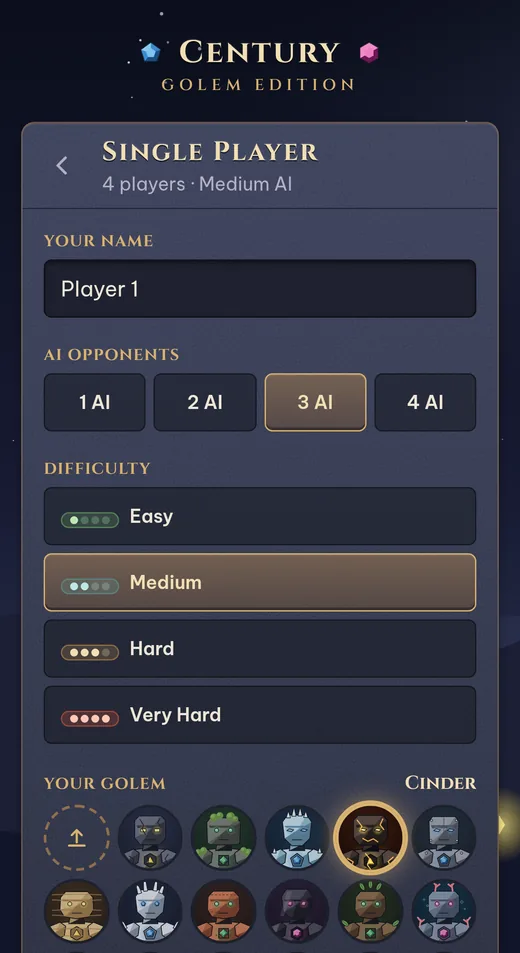 Century
GOLEM EDITION
Single Player
4 players · Medium AI
YOUR NAME
Player 1
AI OPPONENTS
1 AI
2 AI
3 AI
4 AI
DIFFICULTY
Easy
Medium
Hard
Very Hard
YOUR GOLEM
Cinder